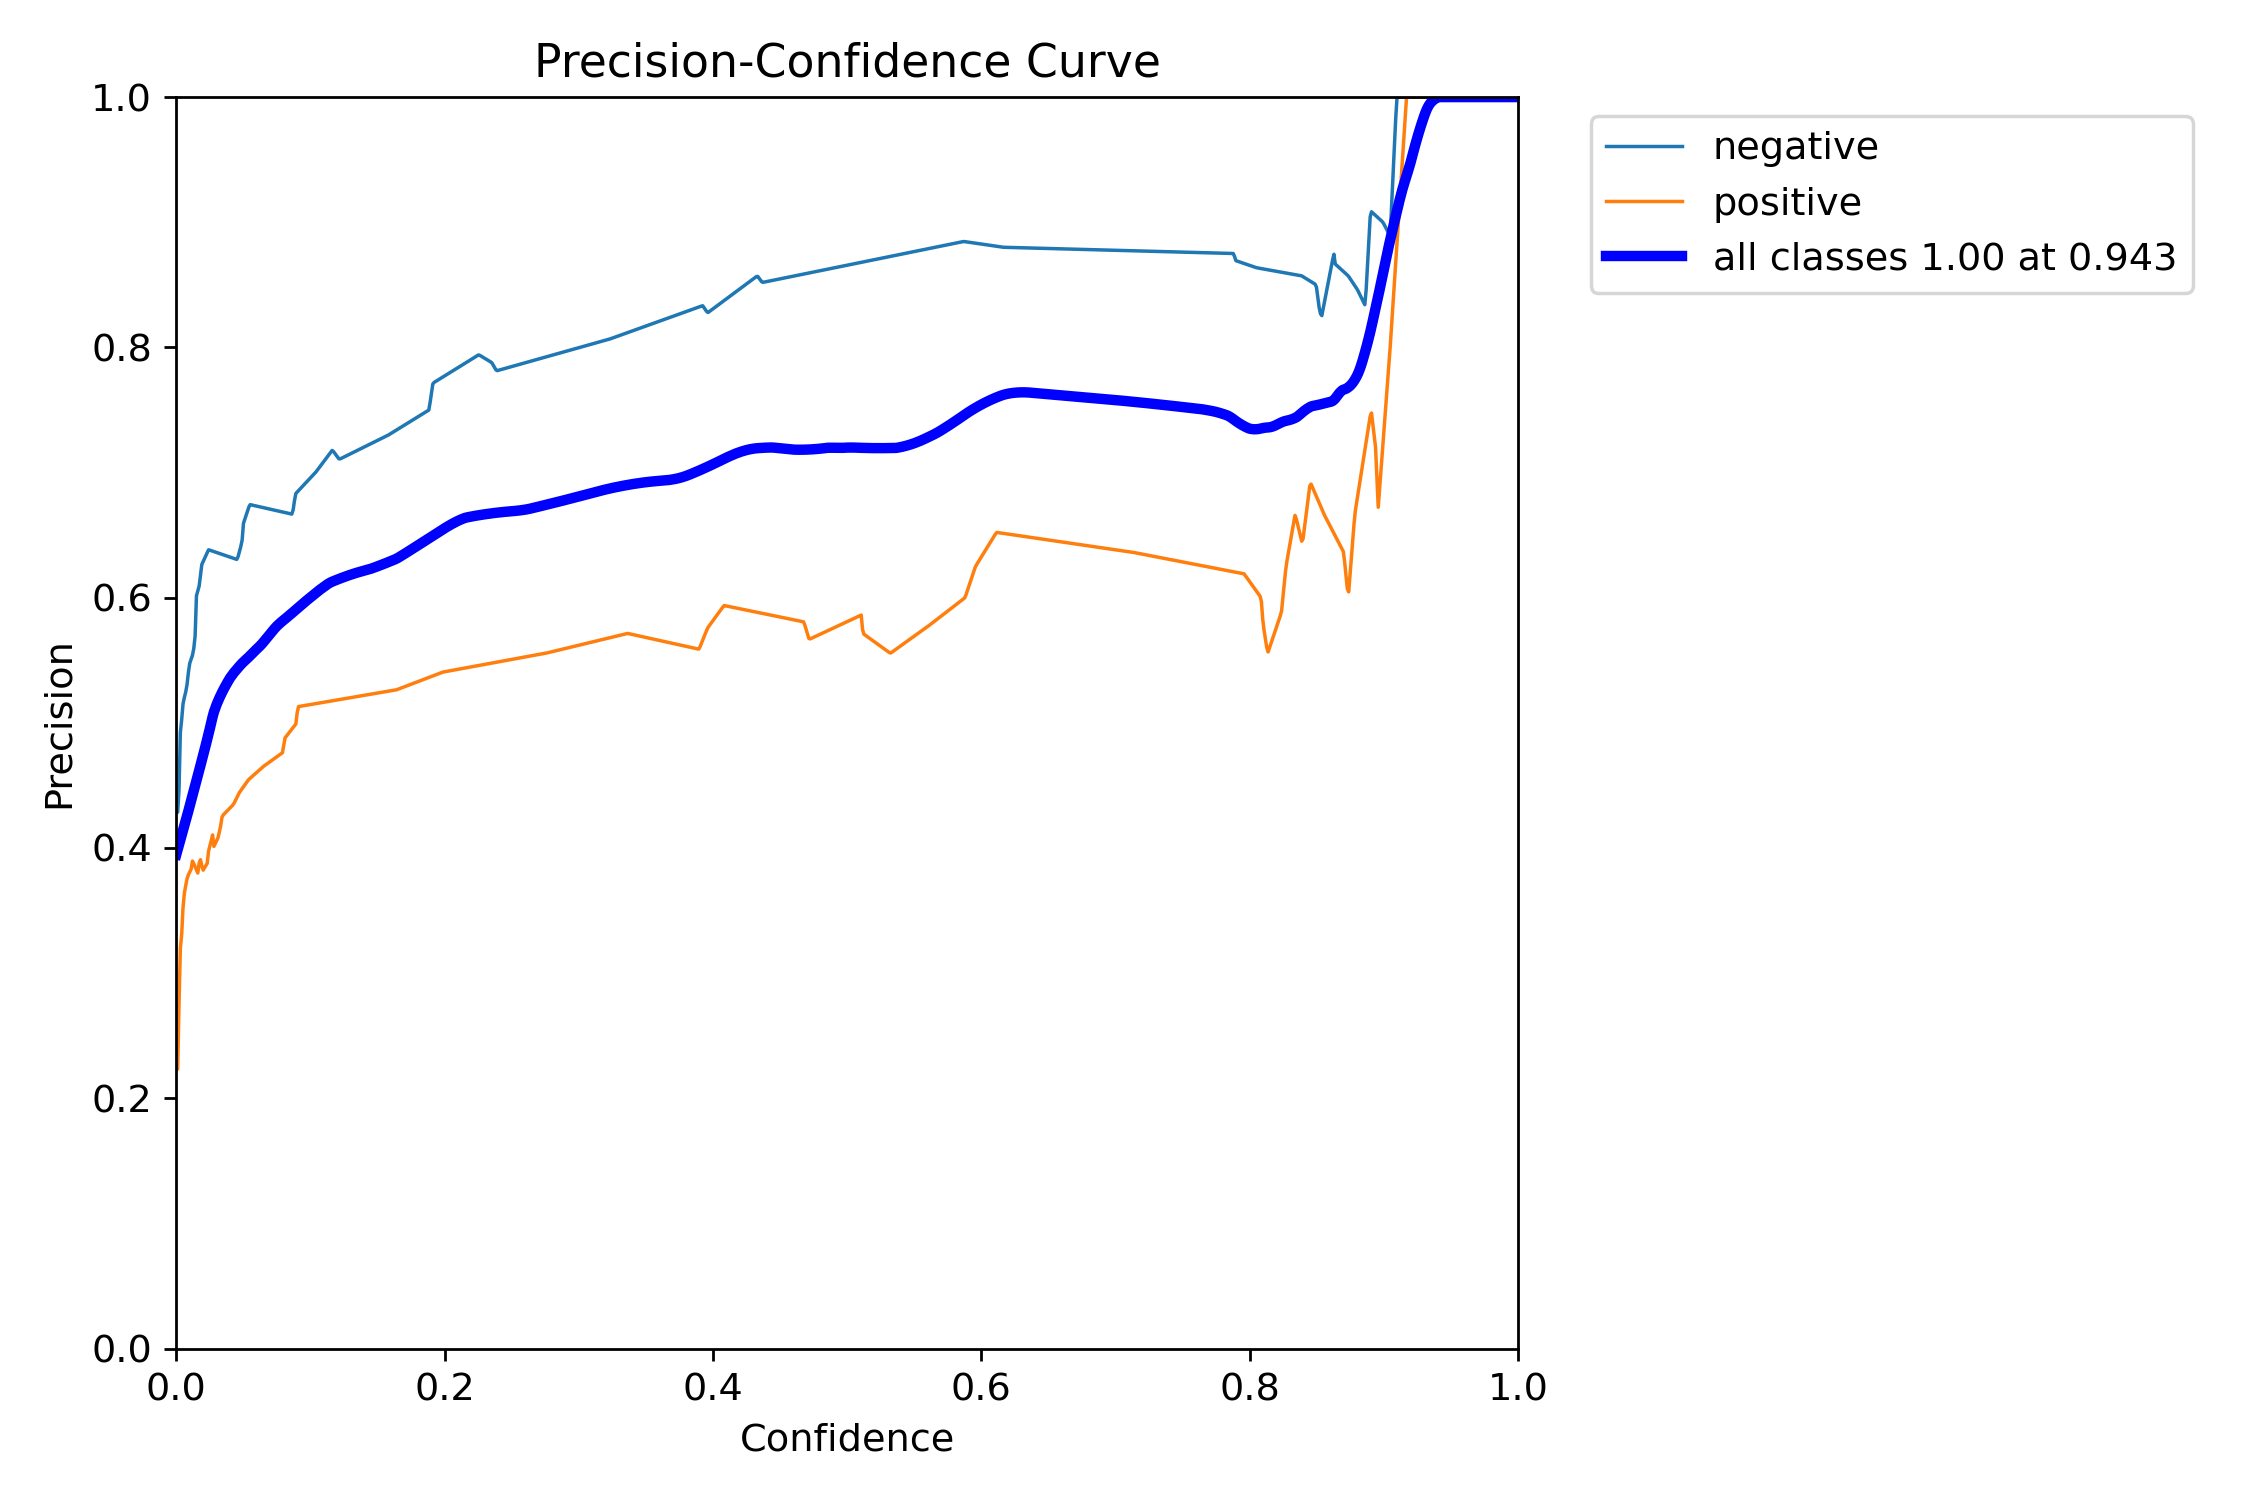 Precision-Confidence Curve
1.0
0.8
0.6
0.4
0.2
0.0
Precision
0.0 0.2 0.4 0.6 0.8 1.0
Confidence
negative
positive
all classes 1.00 at 0.943